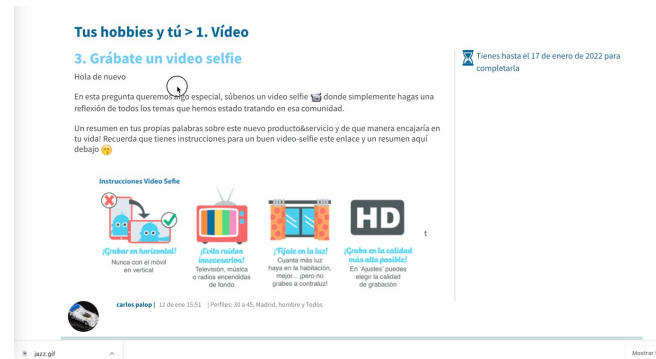 Tus hobbies y tú > 1. Vídeo
3. Grábate un video selfie
Tienes hasta el 17 de enero de 2022 para
completarla
Hola de nuevo
En esta pregunta queremos algo especial, súbenos un video selfie donde simplemente hagas una
reflexión de todos los temas que hemos estado tratando en esa comunidad.
Un resumen en tus propias palabras sobre este nuevo producto&servicio y de que manera encajaría en
tu vida! Recuerda que tienes instrucciones para un buen video-selfie este enlace y un resumen aquí
debajo
Instrucciones Video Sefie
HD
t
¡Grabar en horizontal!
Nunca con el móvil
en vertical
¡Evita ruidos
innecesarios!
Televisión, música
o radios encendidas
de fondo
¡Fíjate en la luz!
Cuanta más luz
haya en la habitación,
mejor... ¡pero no
grabes a contraluz!
¡Graba en la calidad
más alta posible!
En 'Ajustes' puedes
elegir la calidad
de grabación
carlos palop | 12 de ene 15:51 | Perfiles: 30 a 45, Madrid, hombre y Todos
jazz.gif
Mostrar